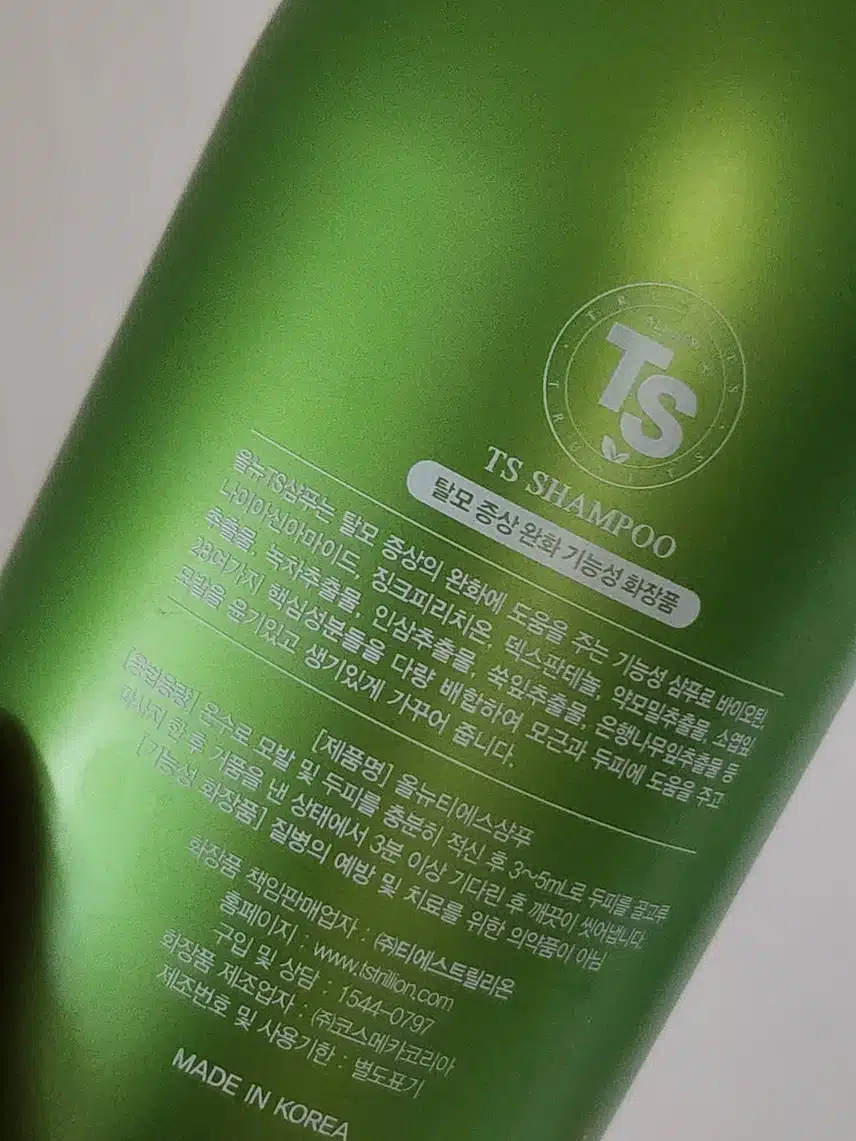 TS
TS SHAMPOO
탈모 증상 완화 기능성 화장품
올뉴TS샴푸는 탈모 증상의 완화에 도움을 주는 기능성 샴푸로 바이오틴,
나이아신아마이드, 징크피리치온, 덱스판테놀, 약모밀추출물, 소엽잎
추출물, 녹차추출물, 인삼추출물, 쑥잎추출물, 은행나무잎추출물 등
28여가지 핵심성분들을 다량 배합하여 모근과 두피에 도움을 주고
모발을 윤기있고 생기있게 가꾸어 줍니다.
[제품명] 올뉴티에스샴푸
[용법용량] 온수로 모발 및 두피를 충분히 적신 후 3~5mL로 두피를 골고루
마사지 한 후 거품을 낸 상태에서 3분 이상 기다린 후 깨끗이 씻어냅니다.
[기능성 화장품] 질병의 예방 및 치료를 위한 의약품이 아님
화장품 책임판매업자 : ㈜티에스트릴리온
홈페이지 : www.tstrillion.com
구입 및 상담 : 1544-0797
화장품 제조업자 : ㈜코스메카코리아
제조번호 및 사용기한 : 별도표기
MADE IN KOREA